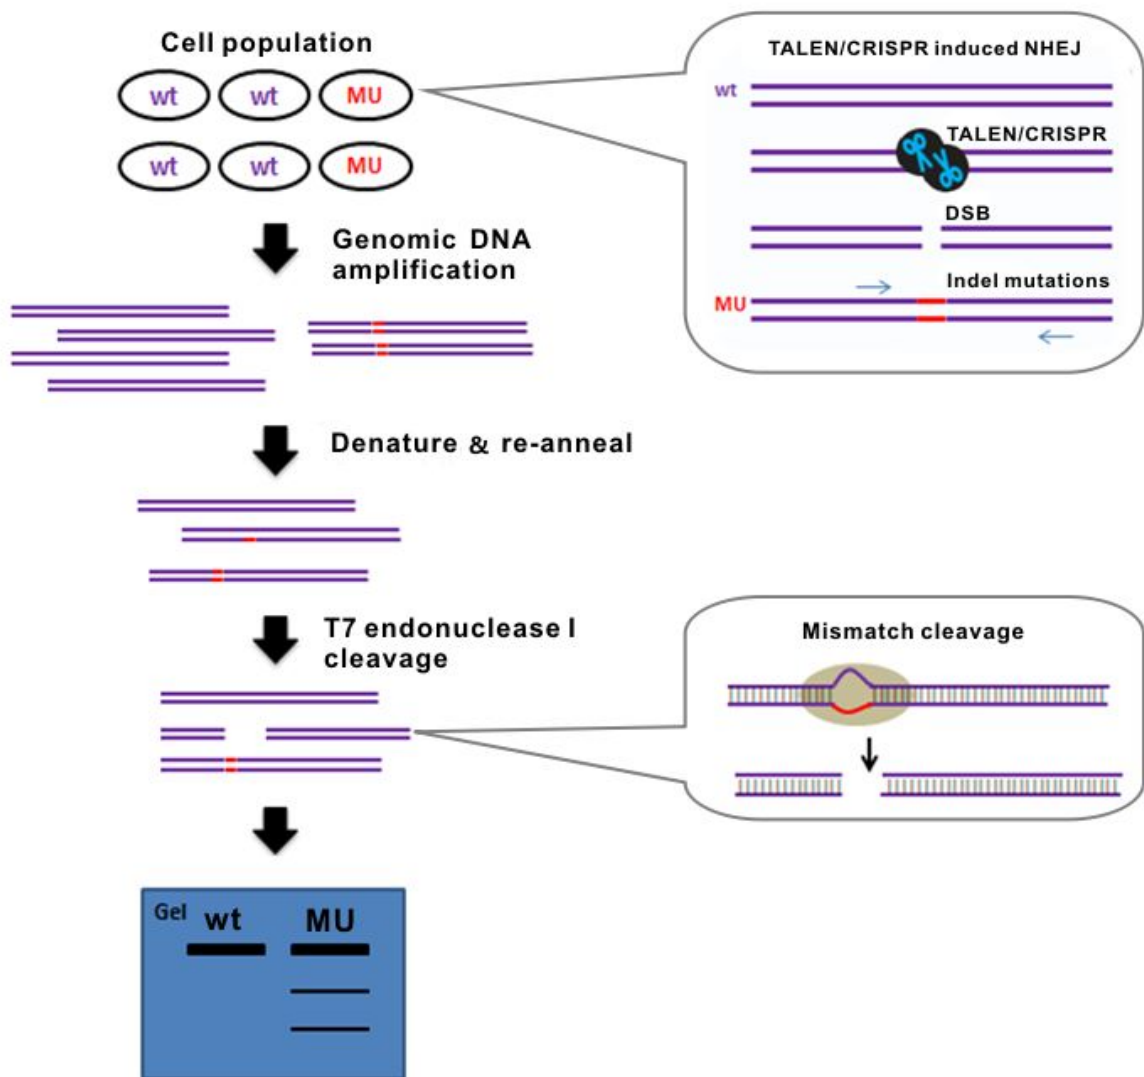 Cell population
wt wt MU
wt wt MU
Genomic DNA
amplification
Denature & re-anneal
T7 endonuclease I
cleavage
Gel wt MU
TALEN/CRISPR induced NHEJ
wt
TALEN/CRISPR
DSB
Indel mutations
MU
Mismatch cleavage